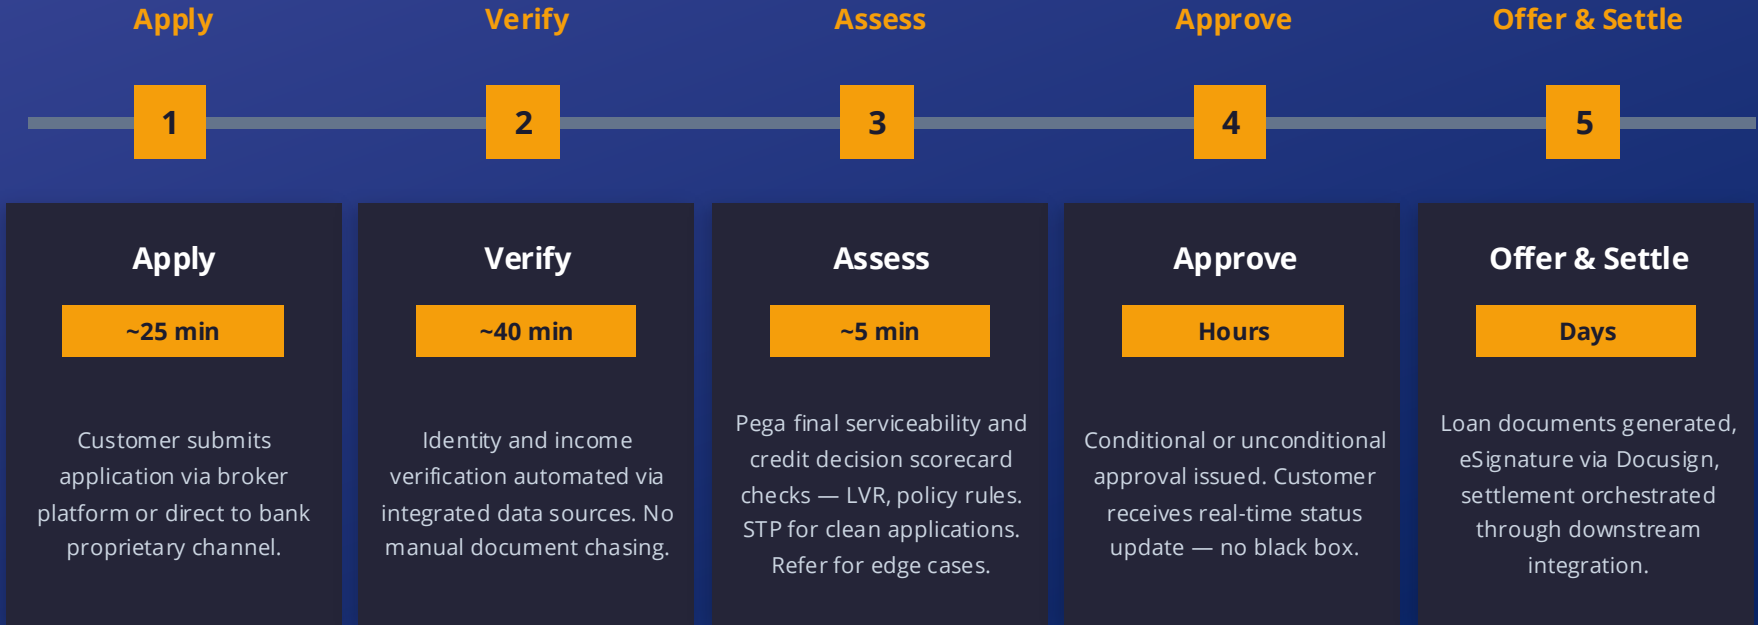 Apply
Verify
Assess
Approve
Offer & Settle
1
2
3
4
5
Apply
~25 min
Customer submits
application via broker
platform or direct to bank
proprietary channel.
Verify
~40 min
Identity and income
verification automated via
integrated data sources. No
manual document chasing.
Assess
~5 min
Pega final serviceability and
credit decision scorecard
checks — LVR, policy rules.
STP for clean applications.
Refer for edge cases.
Approve
Hours
Conditional or unconditional
approval issued. Customer
receives real-time status
update — no black box.
Offer & Settle
Days
Loan documents generated,
eSignature via Docusign,
settlement orchestrated
through downstream
integration.